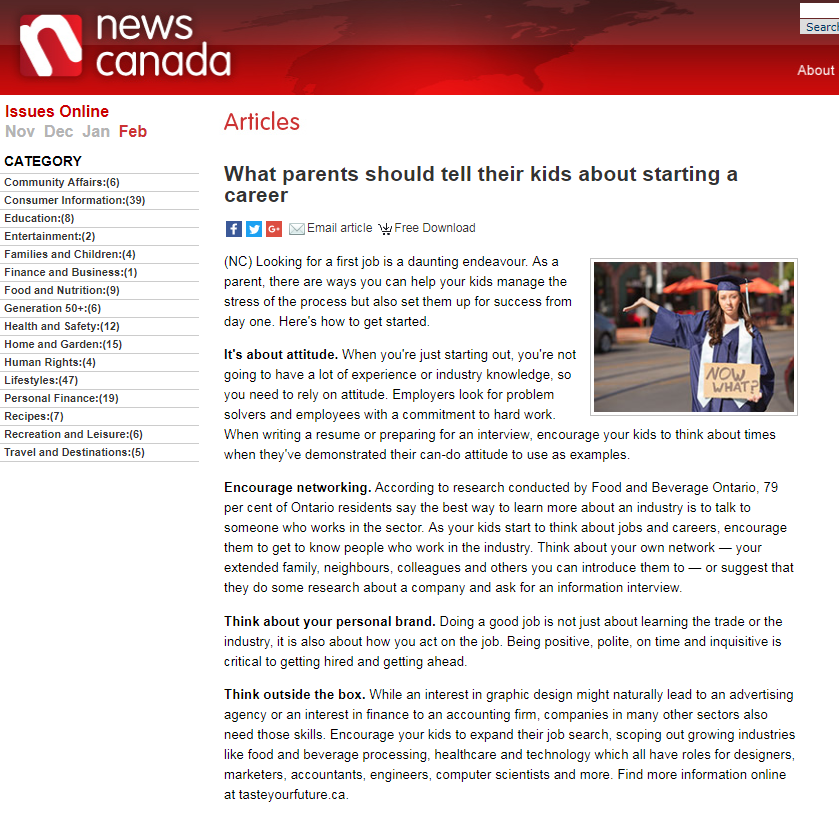 news
canada
Search
About
Issues Online
Nov Dec Jan Feb
CATEGORY
Community Affairs:(6)
Consumer Information:(39)
Education:(8)
Entertainment:(2)
Families and Children:(4)
Finance and Business:(1)
Food and Nutrition:(9)
Generation 50+:(6)
Health and Safety:(12)
Home and Garden:(15)
Human Rights:(4)
Lifestyles:(47)
Personal Finance:(19)
Recipes:(7)
Recreation and Leisure:(6)
Travel and Destinations:(5)
Articles
What parents should tell their kids about starting a
career
Email article Free Download
(NC) Looking for a first job is a daunting endeavour. As a
parent, there are ways you can help your kids manage the
stress of the process but also set them up for success from
day one. Here's how to get started.
NOW
WHAT?
It's about attitude. When you're just starting out, you're not
going to have a lot of experience or industry knowledge, so
you need to rely on attitude. Employers look for problem
solvers and employees with a commitment to hard work.
When writing a resume or preparing for an interview, encourage your kids to think about times
when they've demonstrated their can-do attitude to use as examples.
Encourage networking. According to research conducted by Food and Beverage Ontario, 79
per cent of Ontario residents say the best way to learn more about an industry is to talk to
someone who works in the sector. As your kids start to think about jobs and careers, encourage
them to get to know people who work in the industry. Think about your own network — your
extended family, neighbours, colleagues and others you can introduce them to — or suggest that
they do some research about a company and ask for an information interview.
Think about your personal brand. Doing a good job is not just about learning the trade or the
industry, it is also about how you act on the job. Being positive, polite, on time and inquisitive is
critical to getting hired and getting ahead.
Think outside the box. While an interest in graphic design might naturally lead to an advertising
agency or an interest in finance to an accounting firm, companies in many other sectors also
need those skills. Encourage your kids to expand their job search, scoping out growing industries
like food and beverage processing, healthcare and technology which all have roles for designers,
marketers, accountants, engineers, computer scientists and more. Find more information online
at tasteyourfuture.ca.